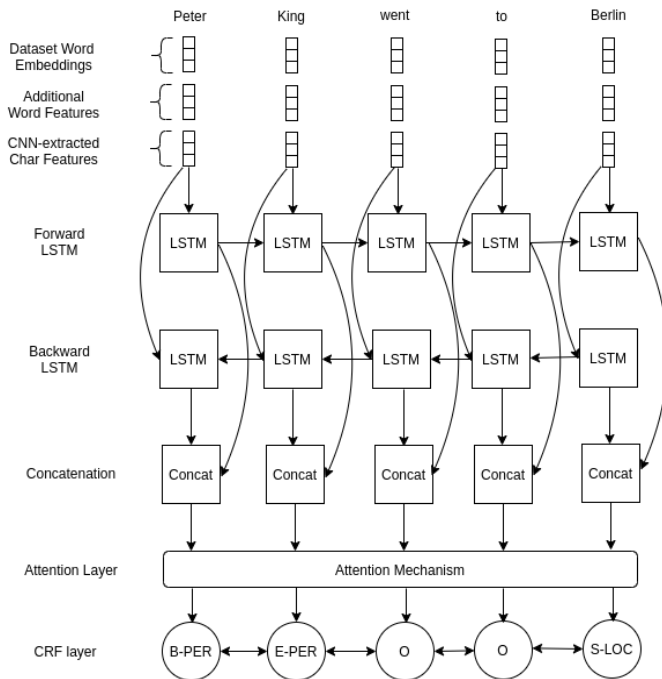 Peter King went to Berlin
Dataset Word
Embeddings
Additional
Word Features
CNN-extracted
Char Features
Forward
LSTM
LSTM LSTM LSTM LSTM LSTM
Backward
LSTM
LSTM LSTM LSTM LSTM LSTM
Concatenation
Concat Concat Concat Concat Concat
Attention Layer
Attention Mechanism
CRF layer
B-PER E-PER O O S-LOC